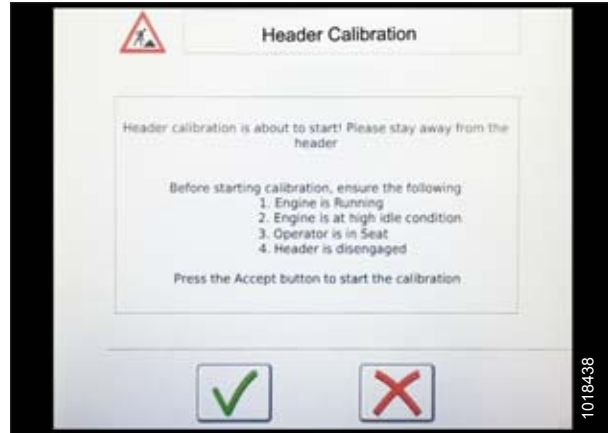 Header Calibration
Header calibration is about to start! Please stay away from the
header
Before starting calibration, ensure the following
1. Engine is Running
2. Engine is at high idle condition
3. Operator is in Seat
4. Header is disengaged
Press the Accept button to start the calibration
1018438